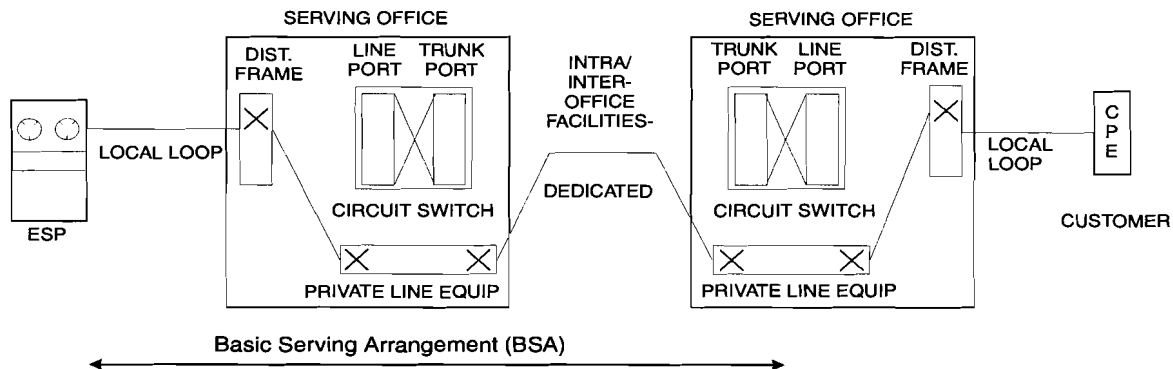 SERVING OFFICE
DIST.
FRAME
LINE
PORT
TRUNK
PORT
LOCAL LOOP
ESP
CIRCUIT SWITCH
PRIVATE LINE EQUIP
INTRA/
INTER-
OFFICE
FACILITIES-
DEDICATED
SERVING OFFICE
TRUNK
PORT
LINE
PORT
DIST.
FRAME
CIRCUIT SWITCH
PRIVATE LINE EQUIP
LOCAL
LOOP
C
P
E
CUSTOMER
Basic Serving Arrangement (BSA)